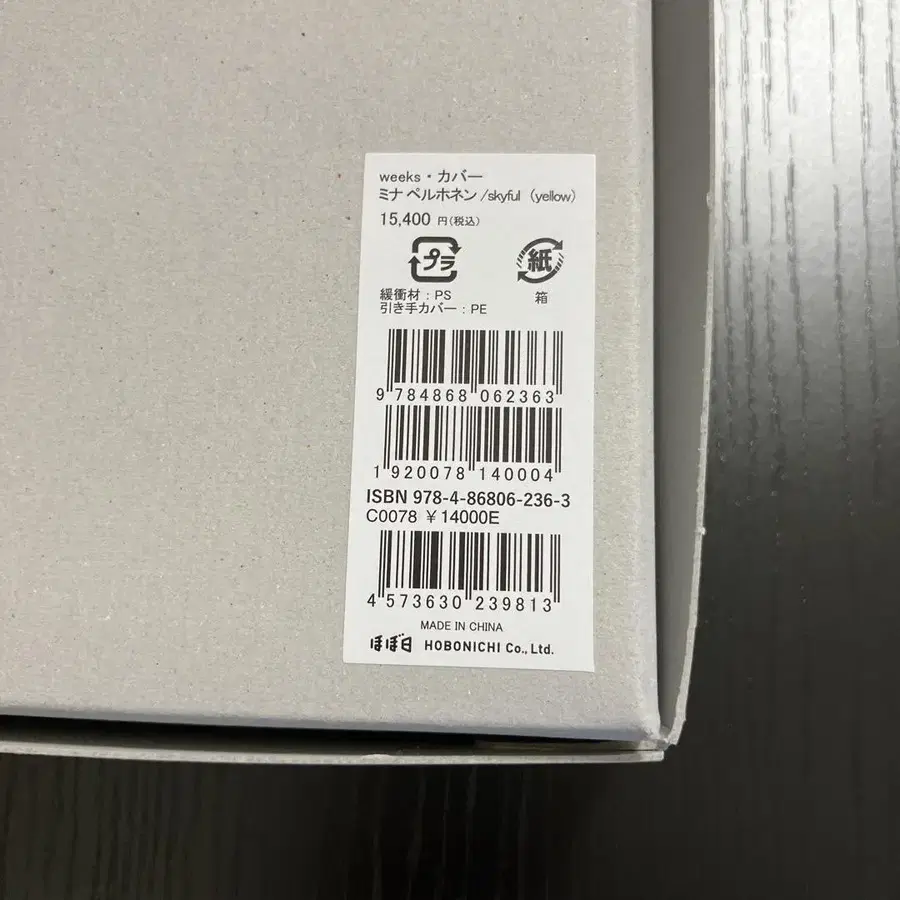 weeks・カバー
ミナ ペルホネン/skyful (yellow)
15,400 円(税込)
プラ
紙
緩衝材：PS
引き手カバー：PE
箱
9 784868 062363
1 920078 140004
ISBN 978-4-86806-236-3
C0078 ￥14000E
4 573630 239813
MADE IN CHINA
ほぼ日 HOBONICHI Co., Ltd.